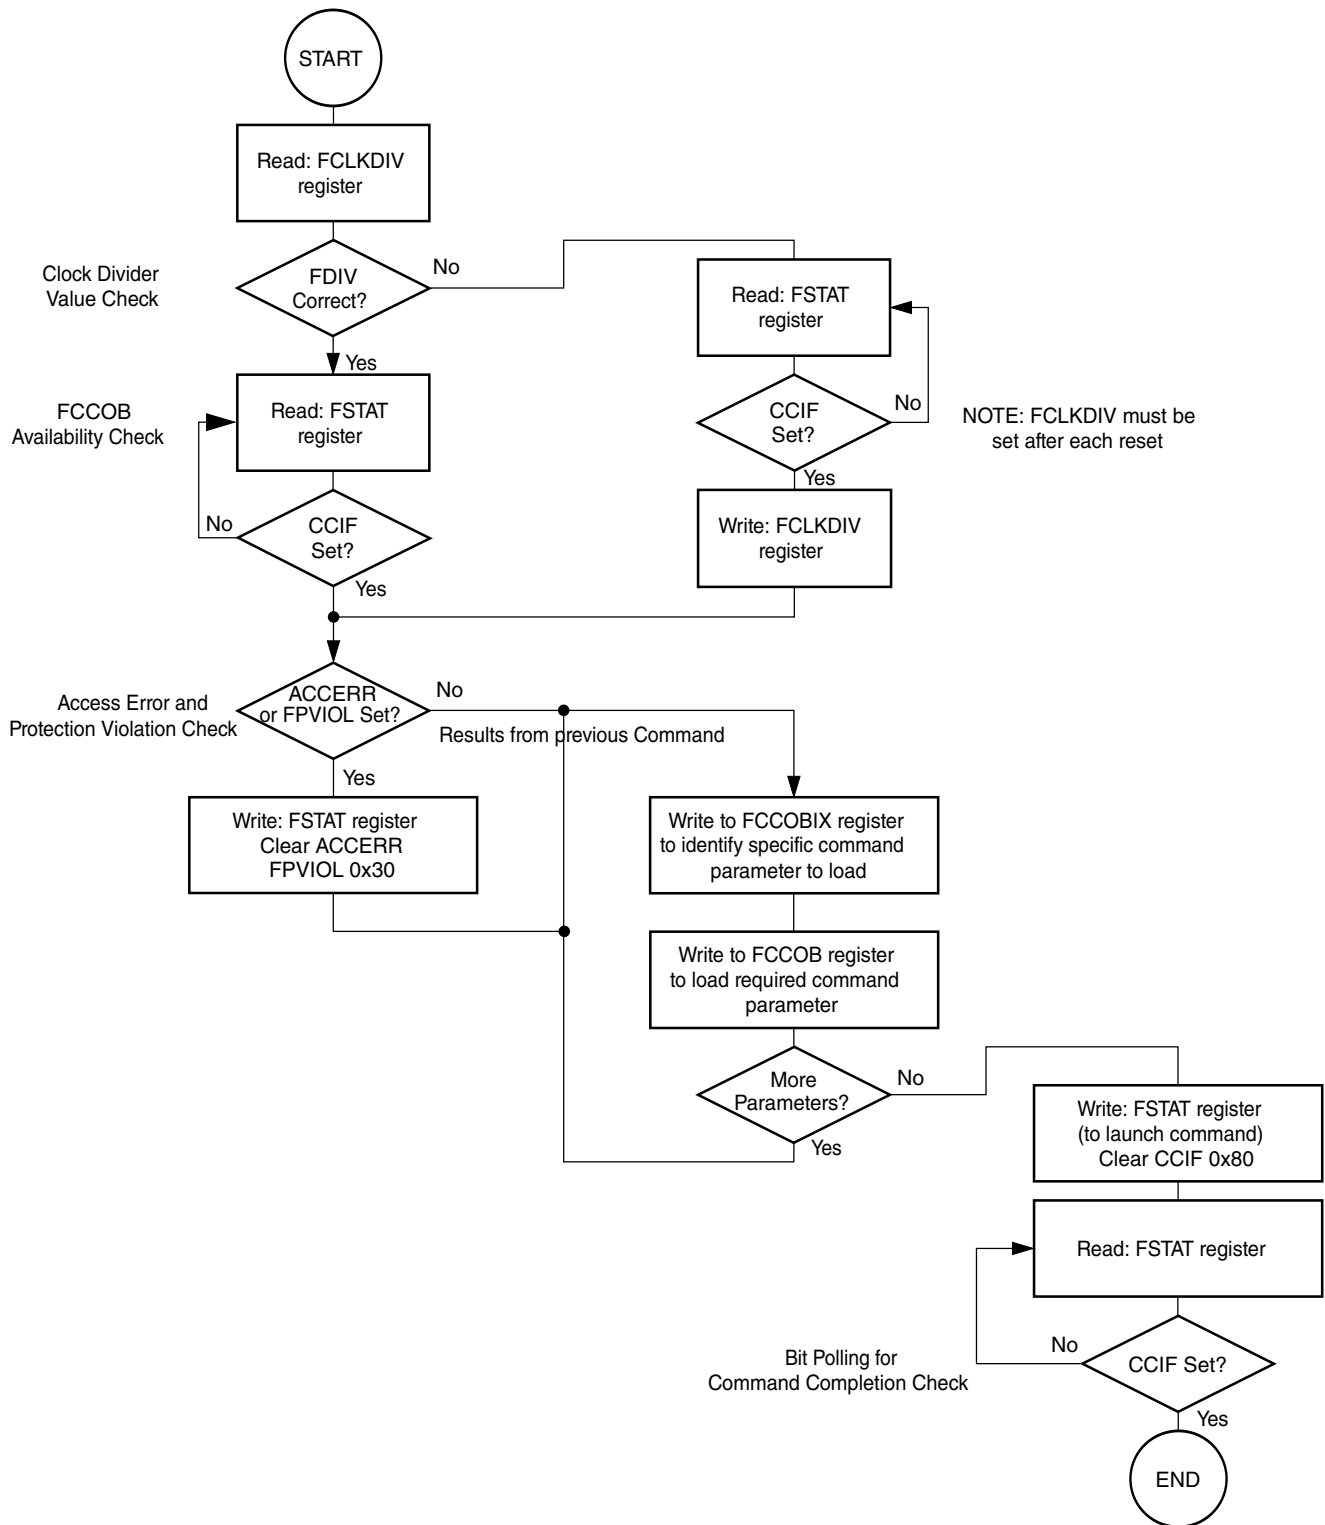 START
Read: FCLKDIV
register
Clock Divider
Value Check
FDIV
Correct?
No
Yes
Read: FSTAT
register
CCIF
Set?
No
Yes
NOTE: FCLKDIV must be
set after each reset
Write: FCLKDIV
register
FCCOB
Availability Check
Read: FSTAT
register
No
CCIF
Set?
Yes
Access Error and
Protection Violation Check
ACCERR
or FPVIOL Set?
No
Results from previous Command
Yes
Write: FSTAT register
Clear ACCERR
FPVIOL 0x30
Write to FCCOBIX register
to identify specific command
parameter to load
Write to FCCOB register
to load required command
parameter
More
Parameters?
No
Yes
Write: FSTAT register
(to launch command)
Clear CCIF 0x80
Read: FSTAT register
Bit Polling for
Command Completion Check
No
CCIF Set?
Yes
END